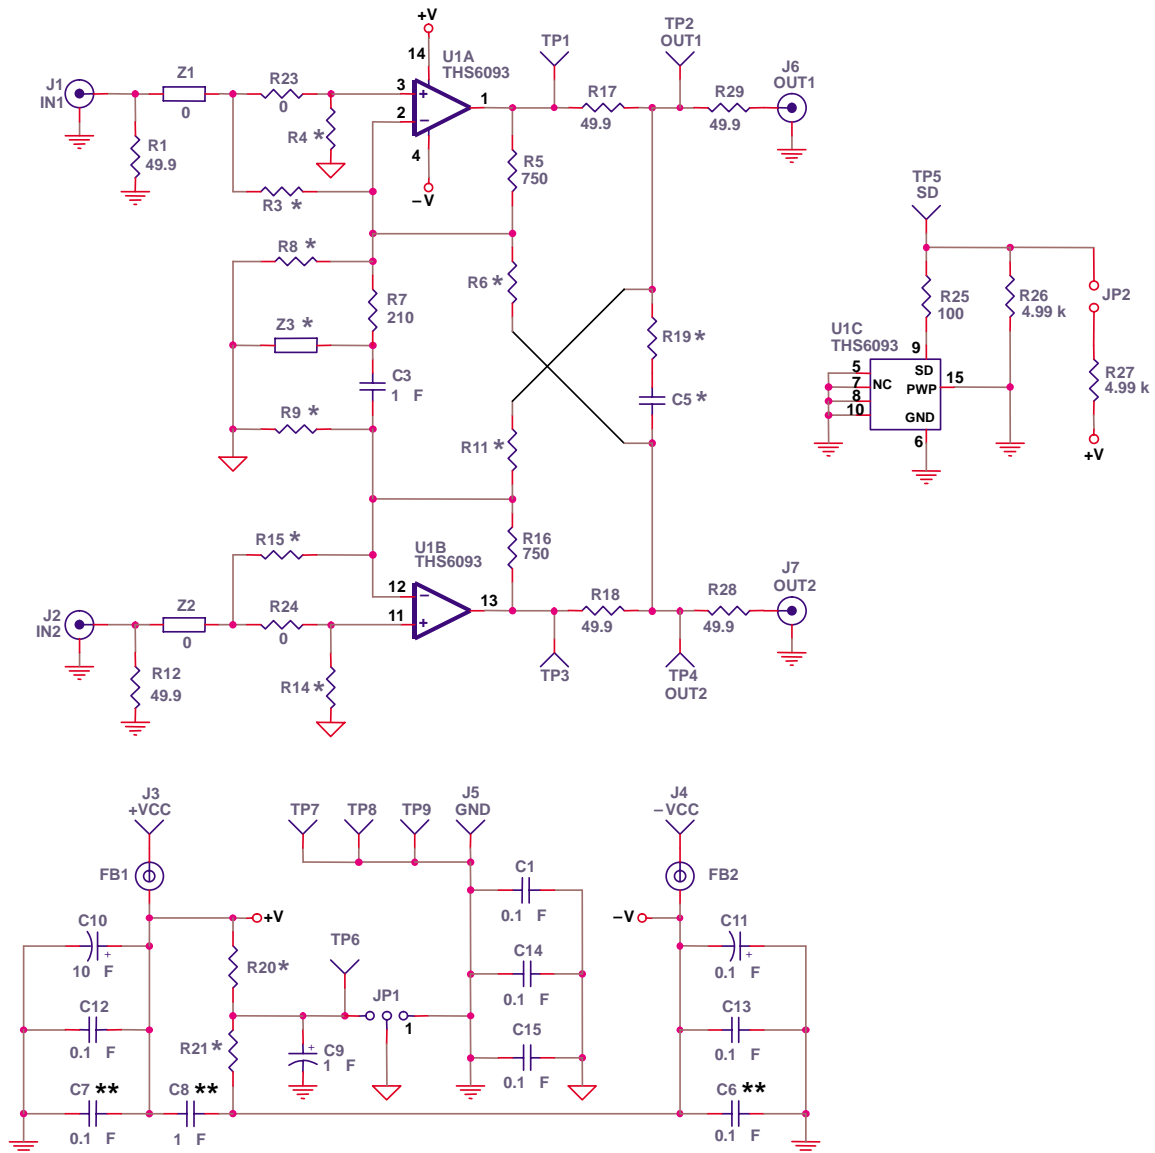 +V
14
U1A
THS6093
TP1
TP2
OUT1
J1
IN1
Z1
0
R23
0
3
+
2
−
1
R17
49.9
R29
49.9
J6
OUT1
R1
49.9
R4 *
4
−V
R5
750
R3 *
R8 *
R6 *
R7
210
Z3 *
R19 *
C3
1 F
C5 *
R9 *
R11 *
TP5
SD
R25
100
R26
4.99 k
JP2
R27
4.99 k
+V
U1C
THS6093
9
5
7
8
10
NC
SD
PWP
GND
15
6
R15 *
U1B
THS6093
R16
750
12
−
11
+
13
R18
49.9
R28
49.9
J7
OUT2
J2
IN2
Z2
0
R24
0
R12
49.9
R14 *
TP3
TP4
OUT2
J3
+VCC
TP7
TP8
TP9
J5
GND
J4
−VCC
FB1
FB2
C1
0.1 F
C10
+
10 F
+V
−V
C11
+
0.1 F
R20 *
TP6
C14
0.1 F
JP1
1
C12
0.1 F
C13
0.1 F
R21 *
+
C9
1 F
C15
0.1 F
C7 **
0.1 F
C8 **
1 F
C6 **
0.1 F